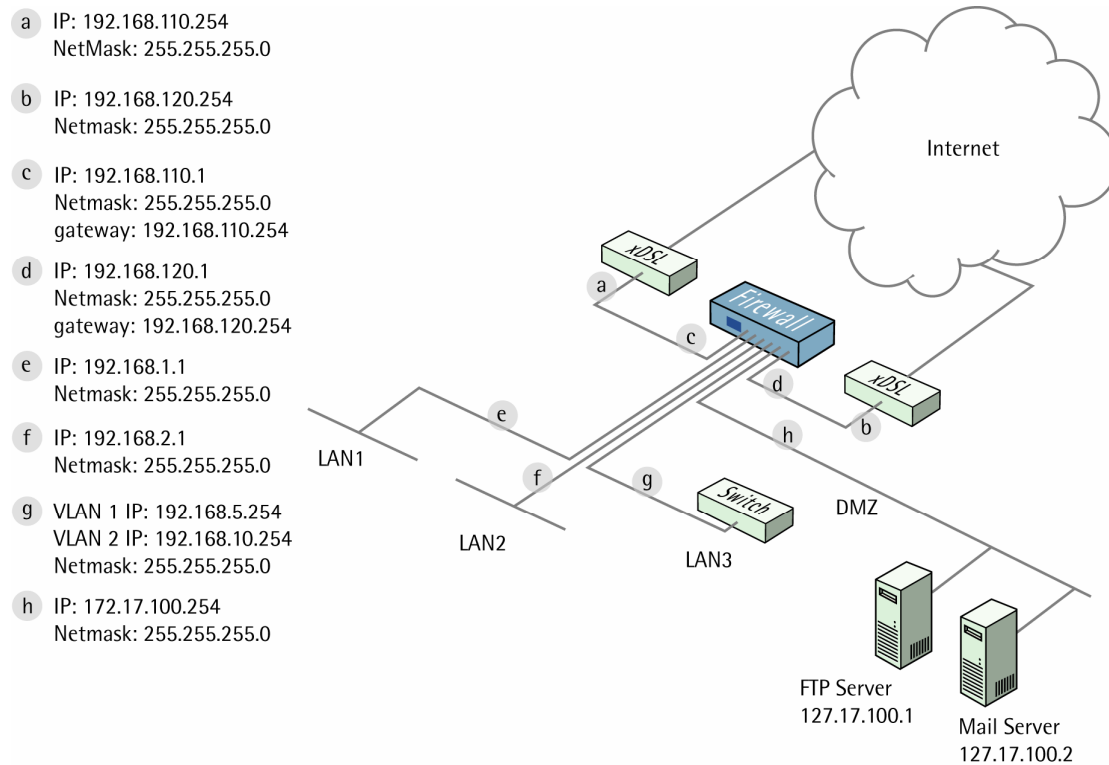 a IP: 192.168.110.254
NetMask: 255.255.255.0
b IP: 192.168.120.254
Netmask: 255.255.255.0
c IP: 192.168.110.1
Netmask: 255.255.255.0
gateway: 192.168.110.254
d IP: 192.168.120.1
Netmask: 255.255.255.0
gateway: 192.168.120.254
e IP: 192.168.1.1
Netmask: 255.255.255.0
f IP: 192.168.2.1
Netmask: 255.255.255.0
g VLAN 1 IP: 192.168.5.254
VLAN 2 IP: 192.168.10.254
Netmask: 255.255.255.0
h IP: 172.17.100.254
Netmask: 255.255.255.0
Internet
xDSL
a
Firewall
c
d
xDSL
b
e
h
LAN1
f
g
Switch
DMZ
LAN2
LAN3
FTP Server
127.17.100.1
Mail Server
127.17.100.2